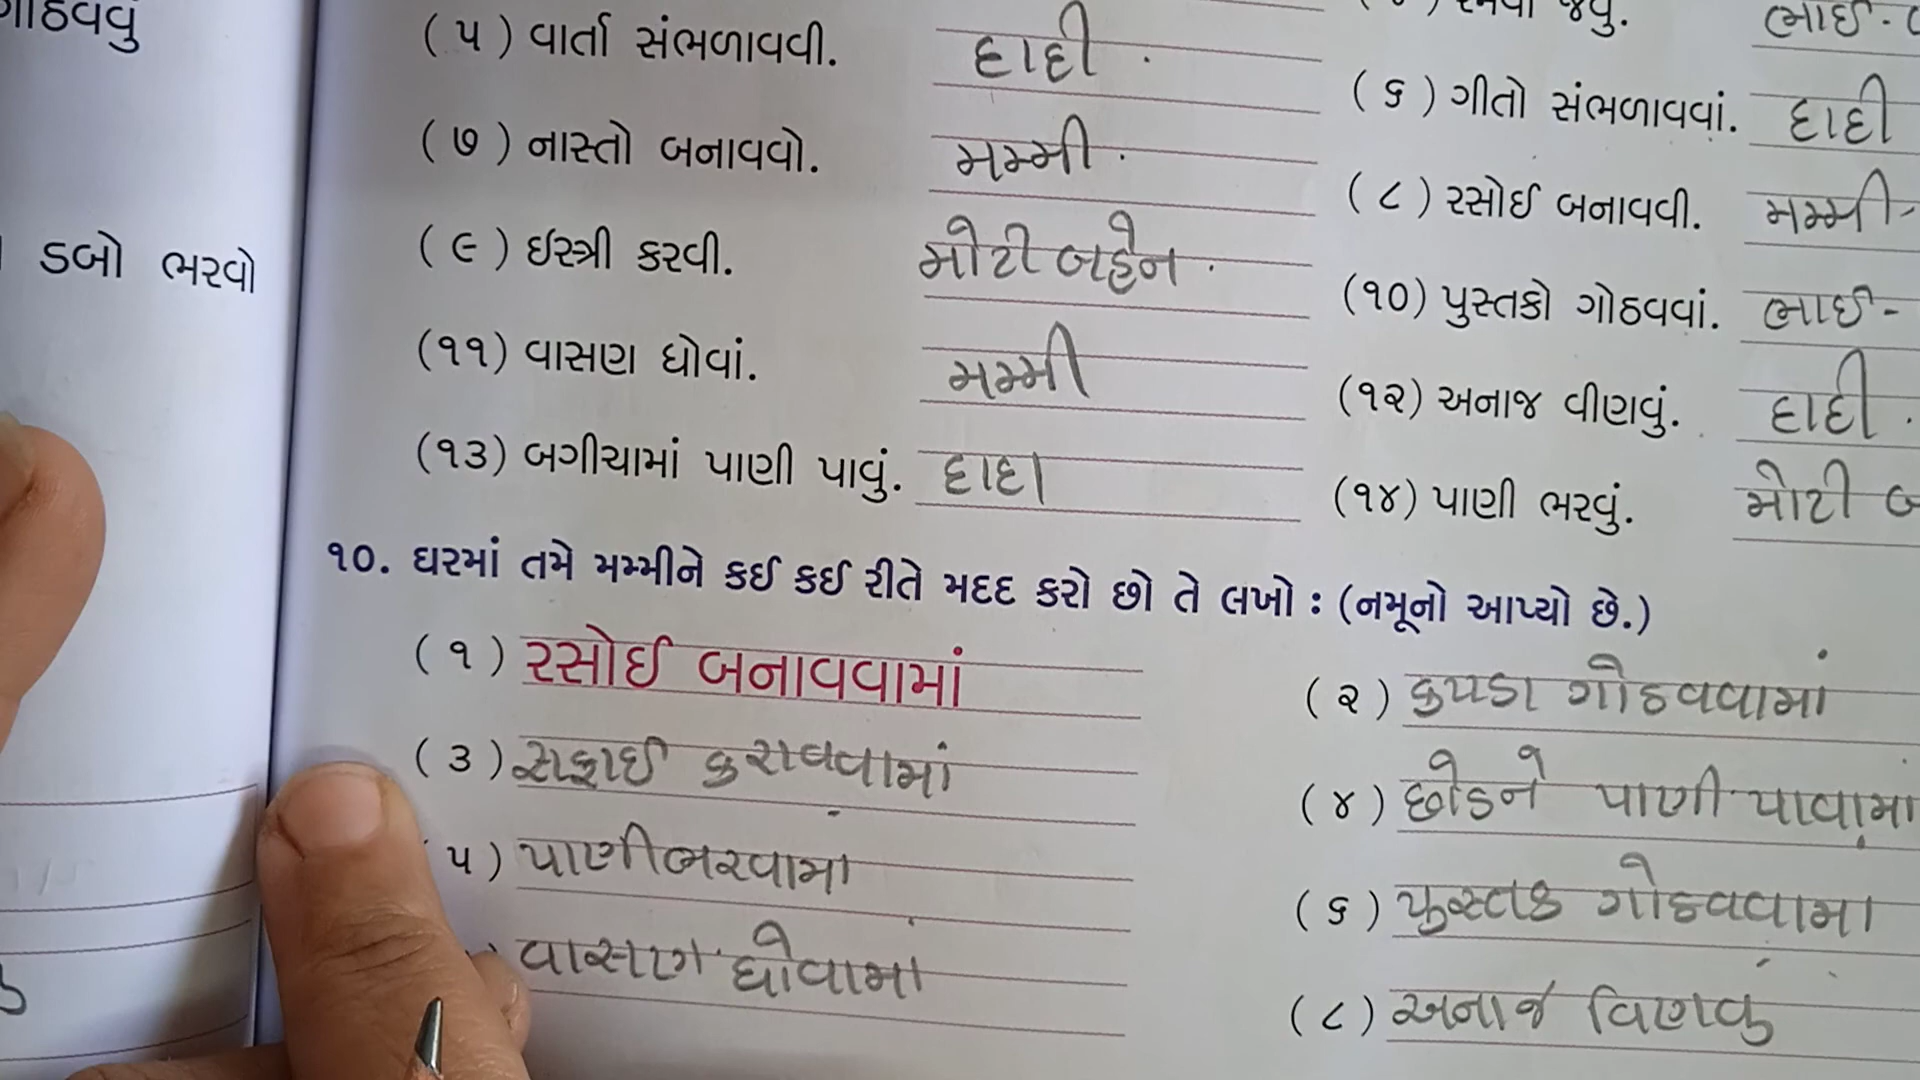 ગોઠવવું
ડબો ભરવો
(૫) વાર્તા સંભળાવવી. દાદી.
(૬) ગીતો સંભળાવવાં. દાદી
(૭) નાસ્તો બનાવવો. મમ્મી.
(૮) રસોઈ બનાવવી. મમ્મી-
(૯) ઈસ્ત્રી કરવી. મોટી બહેન.
(૧૦) પુસ્તકો ગોઠવવાં. ભાઈ-
(૧૧) વાસણ ધોવાં. મમ્મી
(૧૨) અનાજ વીણવું. દાદી.
(૧૩) બગીચામાં પાણી પાવું. દાદા
(૧૪) પાણી ભરવું. મોટી
૧૦. ઘરમાં તમે મમ્મીને કઈ કઈ રીતે મદદ કરો છો તે લખો : (નમૂનો આપ્યો છે.)
(૧) રસોઈ બનાવવામાં
(૨) કપડા ગોઠવવામાં
(૩) સફાઈ કરાવવામાં
(૪) છોડને પાણી પાવામાં
૫) પાણી ભરવામાં
(૬) પુસ્તક ગોઠવવામાં
વાસણ ધોવામાં
(૮) અનાજ વિણવુ